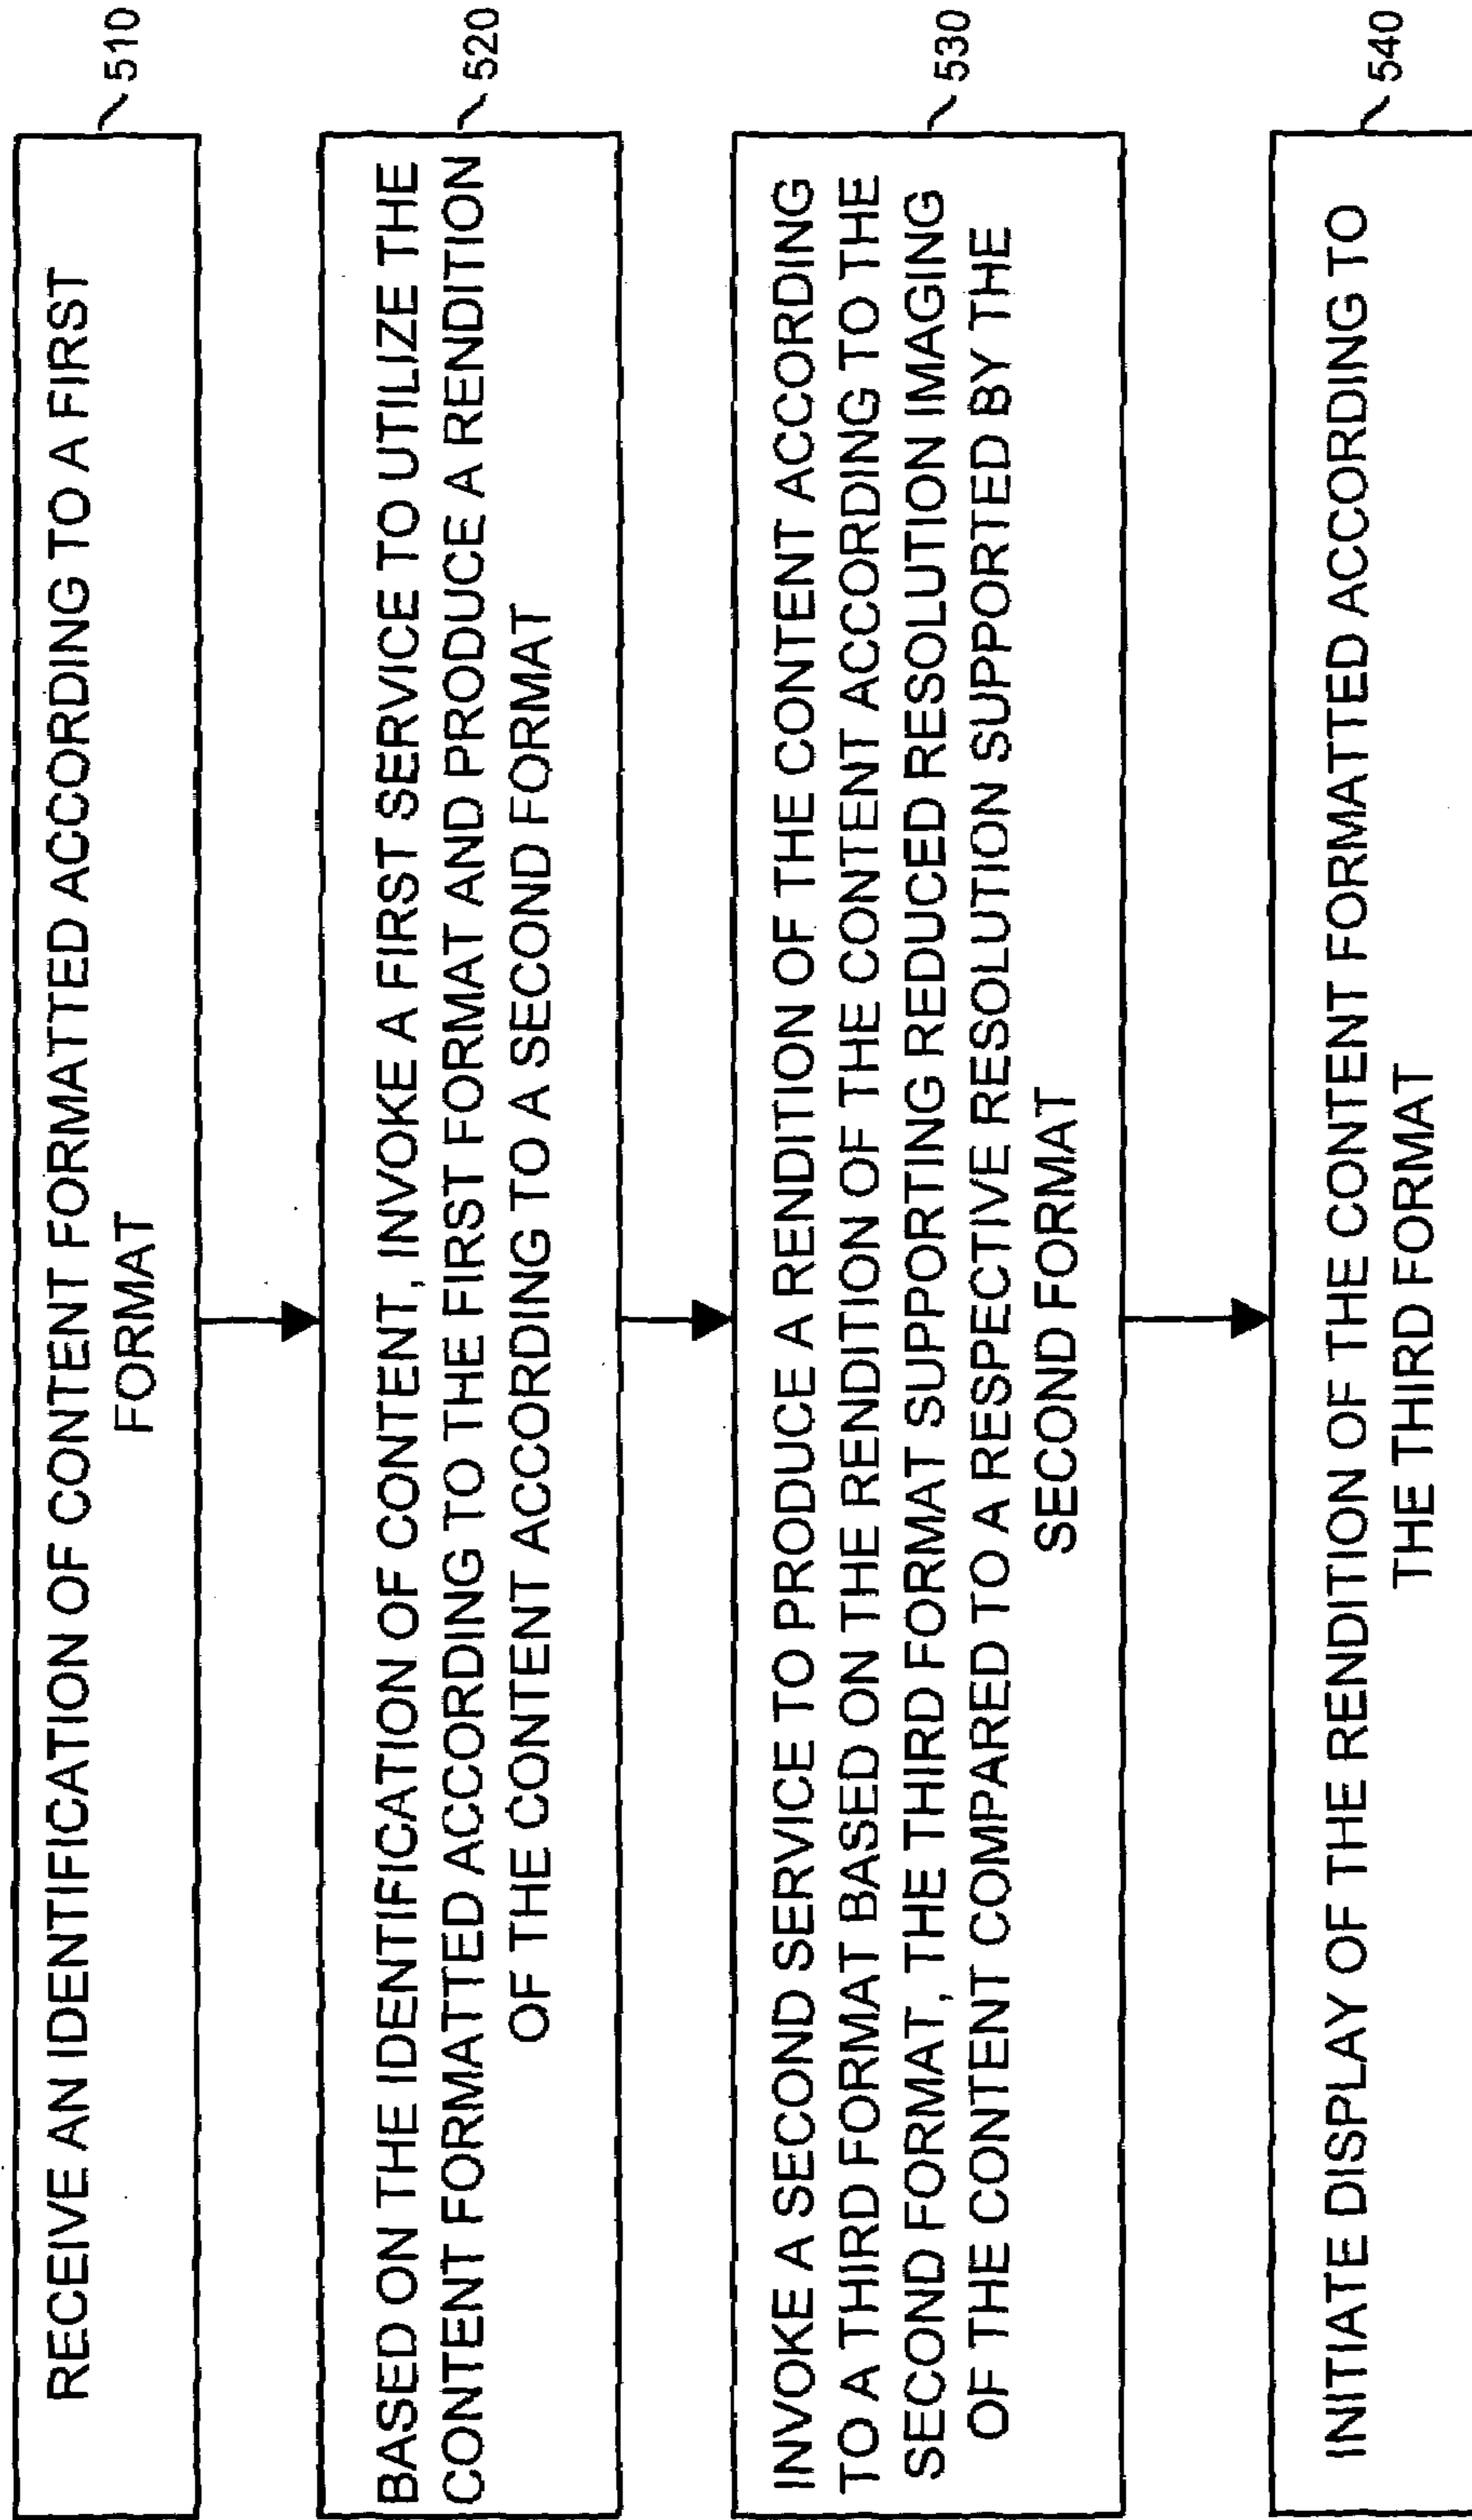 RECEIVE AN IDENTIFICATION OF CONTENT FORMATTED ACCORDING TO A FIRST
FORMAT
510
BASED ON THE IDENTIFICATION OF CONTENT, INVOKE A FIRST SERVICE TO UTILIZE THE
CONTENT FORMATTED ACCORDING TO THE FIRST FORMAT AND PRODUCE A RENDITION
OF THE CONTENT ACCORDING TO A SECOND FORMAT
520
INVOKE A SECOND SERVICE TO PRODUCE A RENDITION OF THE CONTENT ACCORDING
TO A THIRD FORMAT BASED ON THE RENDITION OF THE CONTENT ACCORDING TO THE
SECOND FORMAT, THE THIRD FORMAT SUPPORTING REDUCED RESOLUTION IMAGING
OF THE CONTENT COMPARED TO A RESPECTIVE RESOLUTION SUPPORTED BY THE
SECOND FORMAT
530
INITIATE DISPLAY OF THE RENDITION OF THE CONTENT FORMATTED ACCORDING TO
THE THIRD FORMAT
540